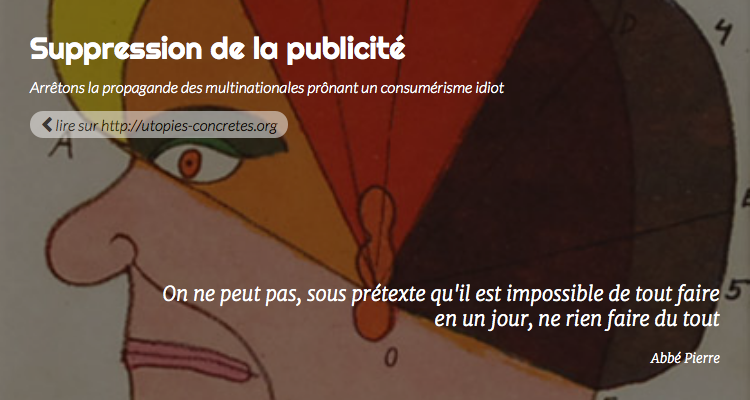 Suppression de la publicité
Arrêtons la propagande des multinationales prônant un consumérisme idiot
lire sur http://utopies-concretes.org
D
4
A
5
On ne peut pas, sous prétexte qu'il est impossible de tout faire
en un jour, ne rien faire du tout
0
Abbé Pierre